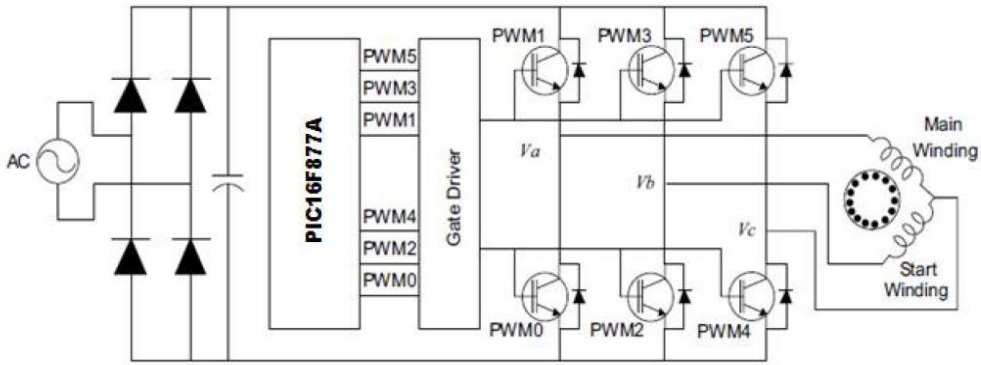 PWM1
PWM3
PWM5
PWM5
PWM3
PWM1
AC
PIC16F877A
Gate Driver
Va
Vb
Vc
Main
Winding
PWM4
PWM2
PWM0
Start
Winding
PWM0
PWM2
PWM4